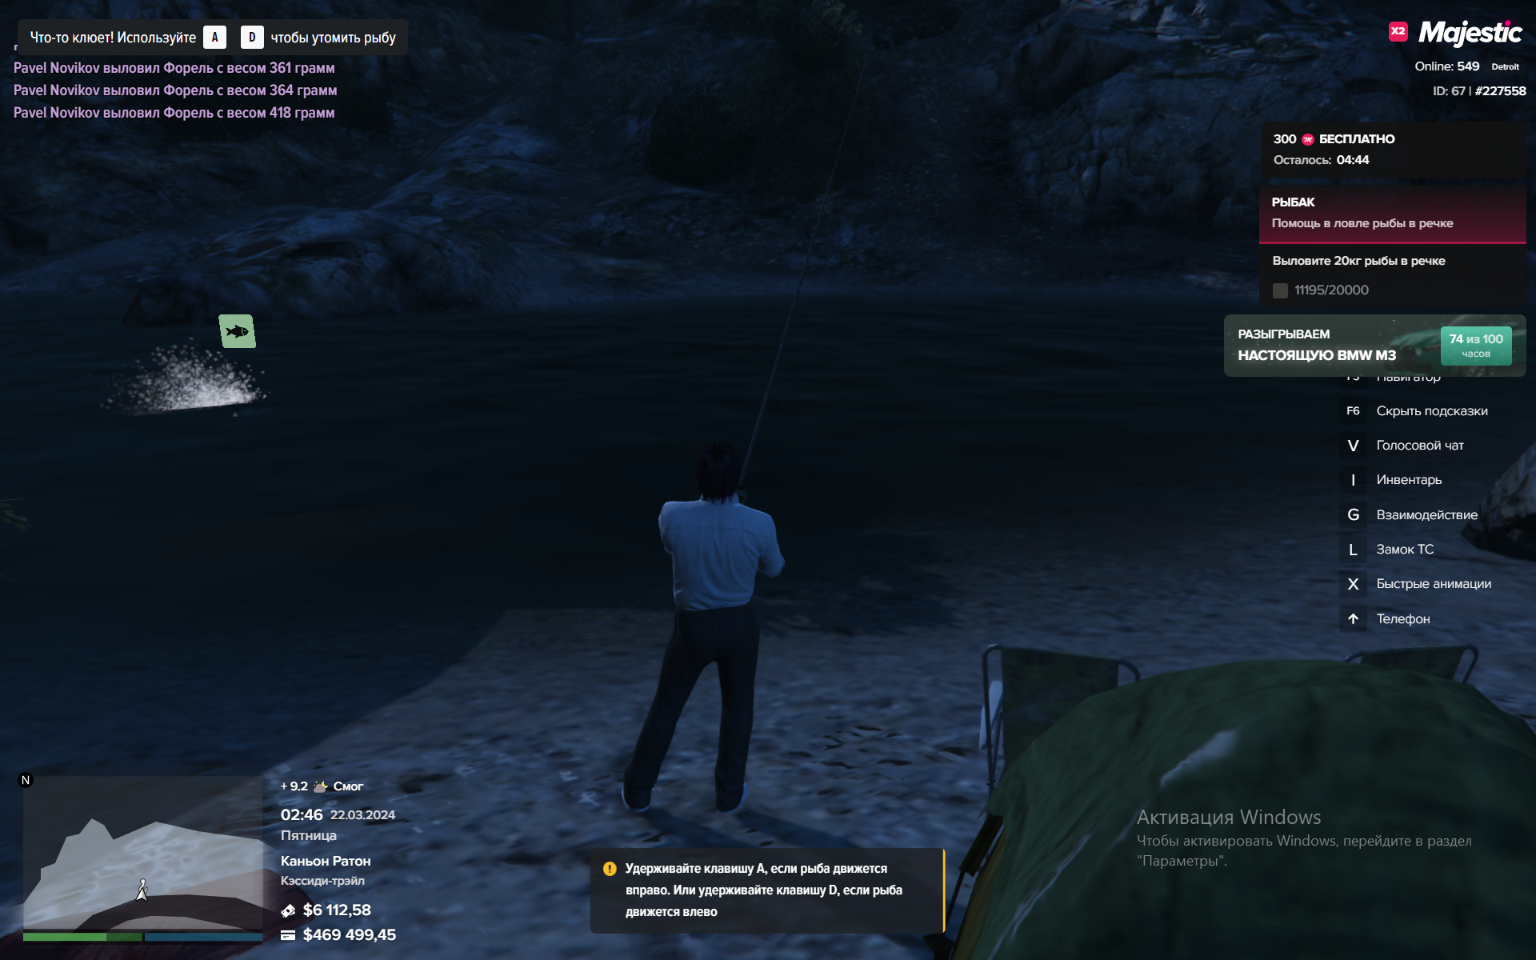 Что-то клюет! Используйте A D чтобы утомить рыбу
Pavel Novikov выловил Форель с весом 361 грамм
Pavel Novikov выловил Форель с весом 364 грамм
Pavel Novikov выловил Форель с весом 418 грамм
X2 Majestic
Online: 549 Detroit
ID: 67 | #227558
300 БЕСПЛАТНО
Осталось: 04:44
РЫБАК
Помощь в ловле рыбы в речке
Выловите 20кг рыбы в речке
11195/20000
РАЗЫГРЫВАЕМ
НАСТОЯЩУЮ BMW M3
74 из 100
часов
Навигатор
F6 Скрыть подсказки
V Голосовой чат
I Инвентарь
G Взаимодействие
L Замок ТС
X Быстрые анимации
↑ Телефон
N
+ 9.2 Смог
02:46 22.03.2024
Пятница
Каньон Ратон
Кэссиди-трэйл
$6 112,58
$469 499,45
Удерживайте клавишу A, если рыба движется
вправо. Или удерживайте клавишу D, если рыба
движется влево
Активация Windows
Чтобы активировать Windows, перейдите в раздел
"Параметры".